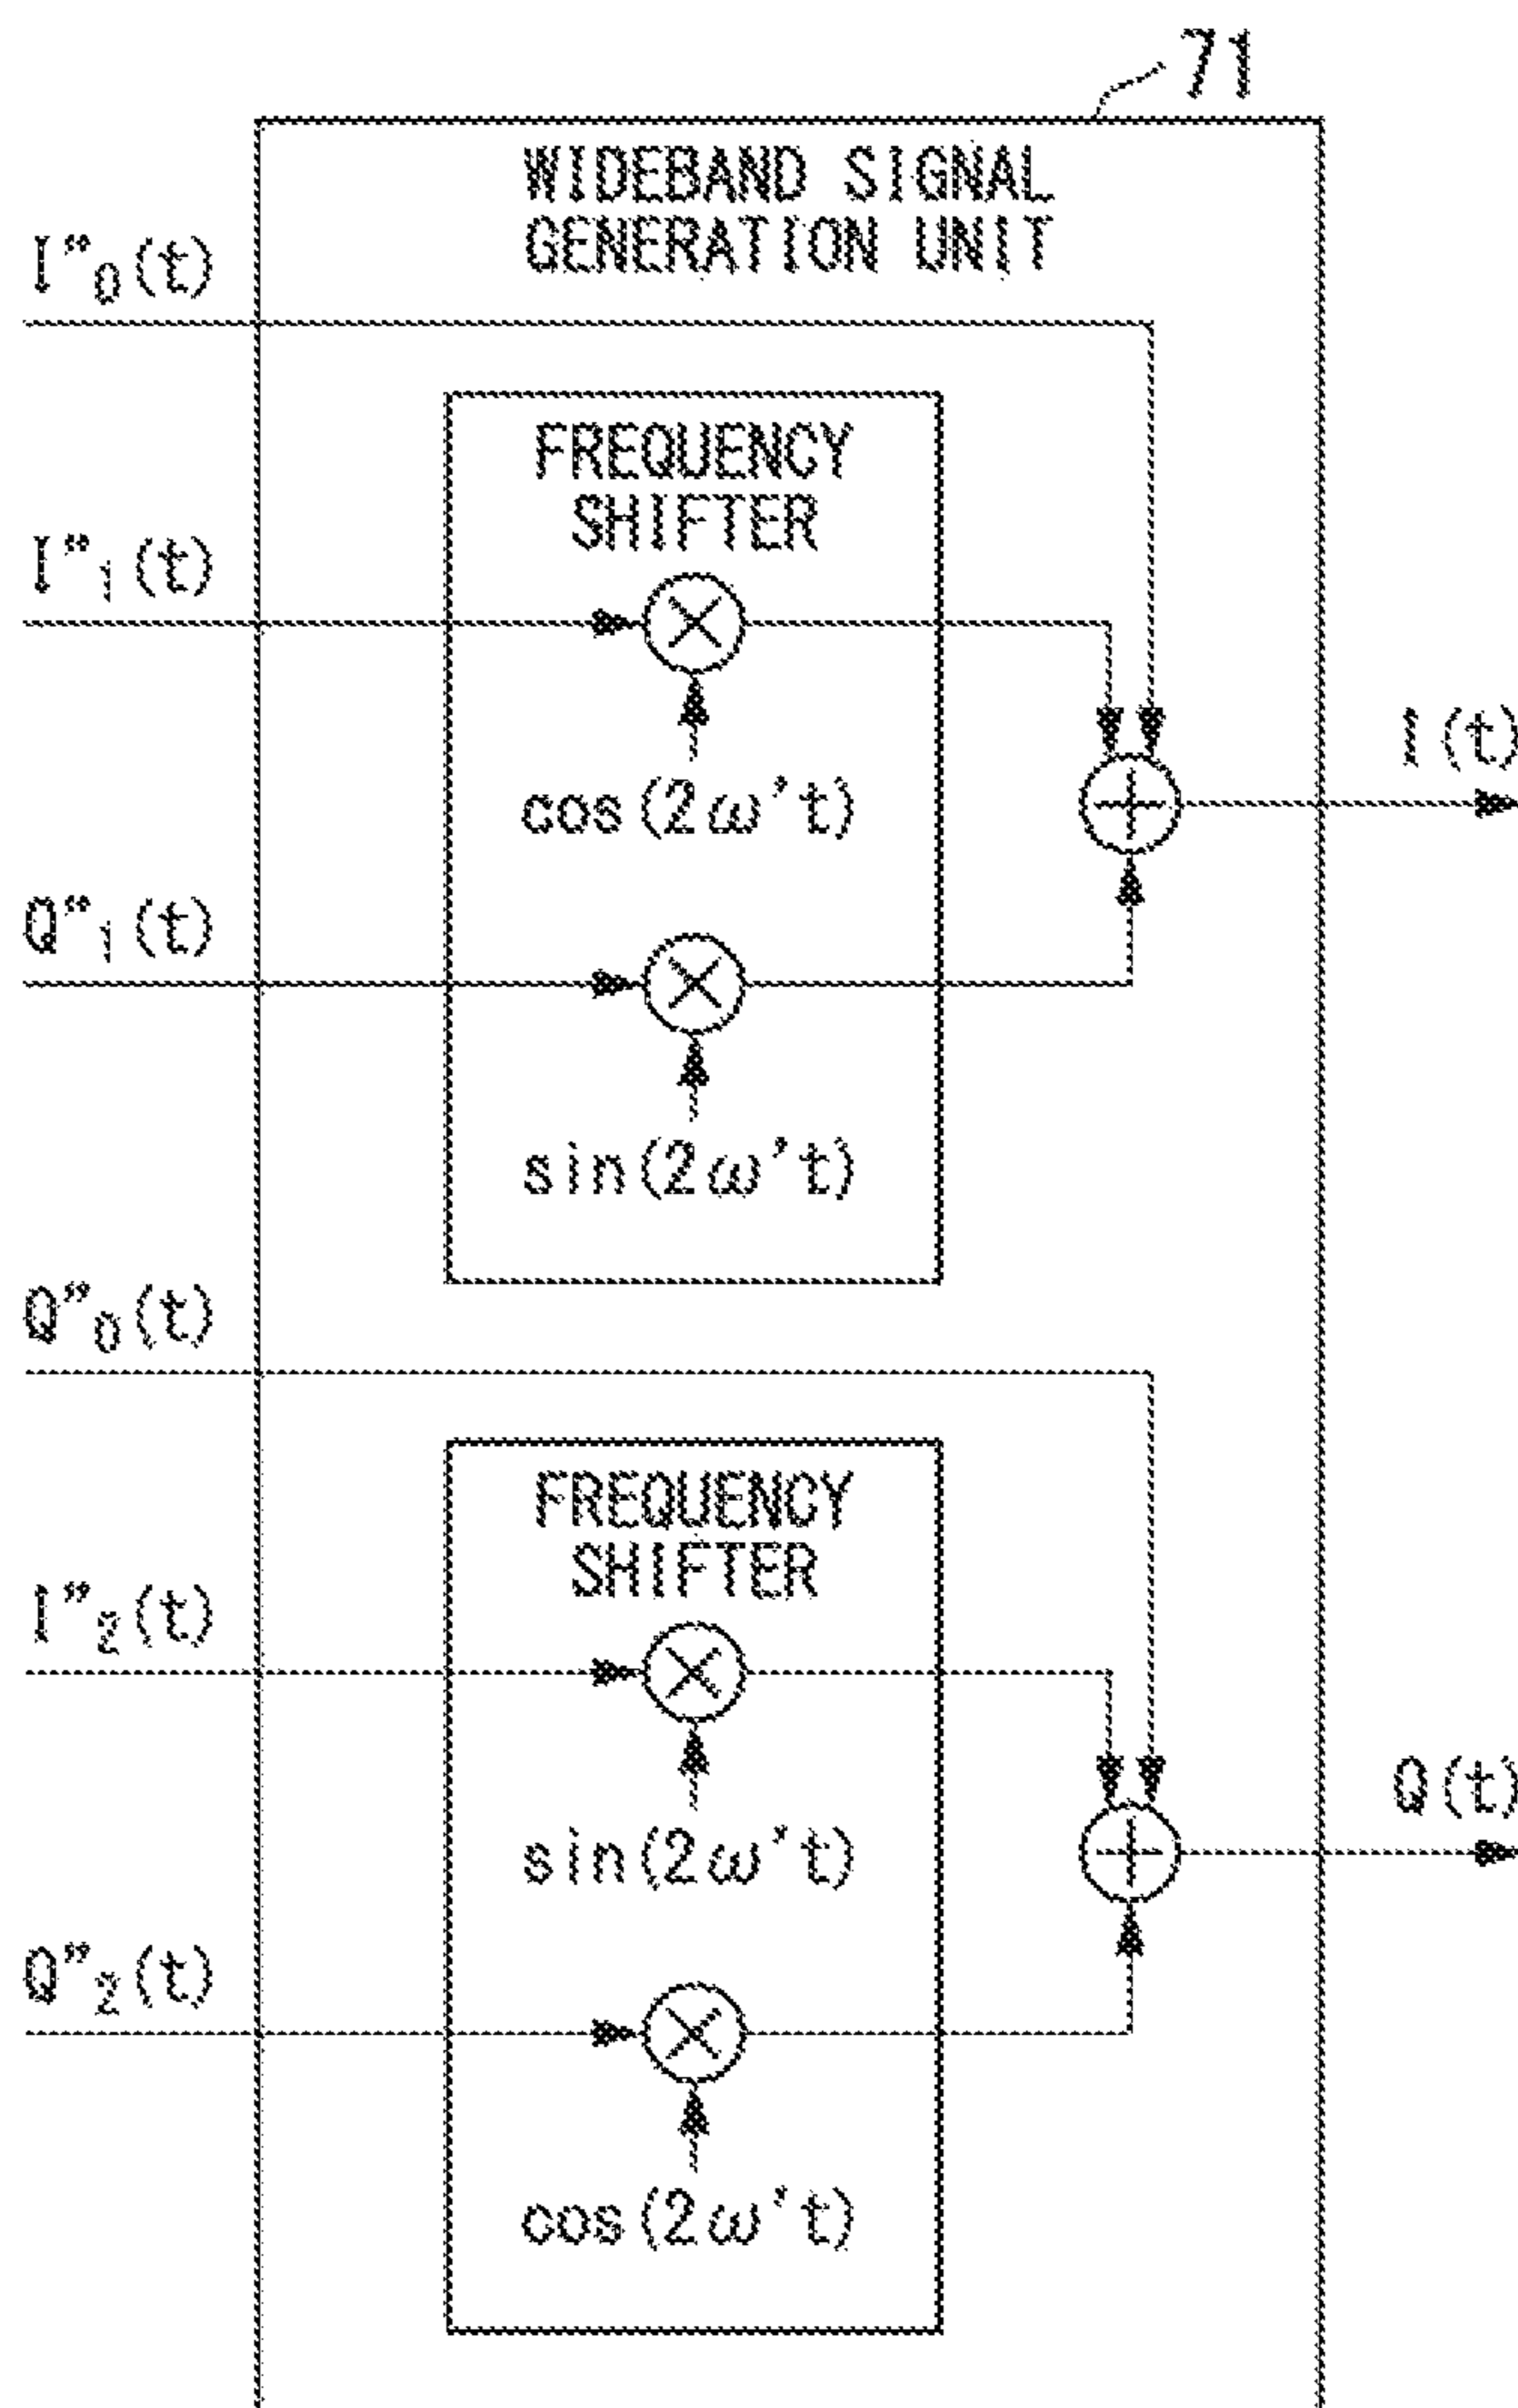 71
WIDEBAND SIGNAL
GENERATION UNIT
I"0(t)
FREQUENCY
SHIFTER
I"1(t)
I(t)
cos(2ω't)
Q"1(t)
sin(2ω't)
Q"0(t)
FREQUENCY
SHIFTER
I"2(t)
Q(t)
sin(2ω't)
Q"2(t)
cos(2ω't)